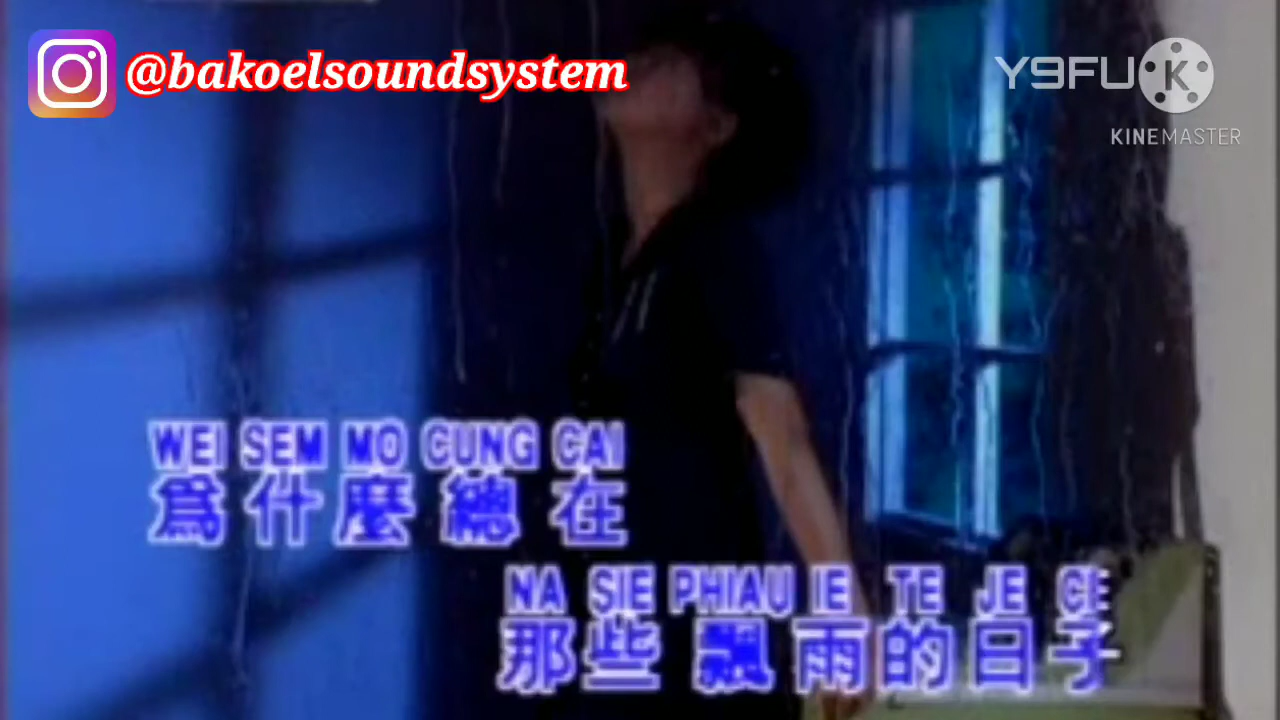 @bakoelsoundsystem
Y9FU K
KINEMASTER
WEI SEM MO CUNG CAI
爲什麼總在
NA SIE PHIAU IE TE JE CE
那些飄雨的日子